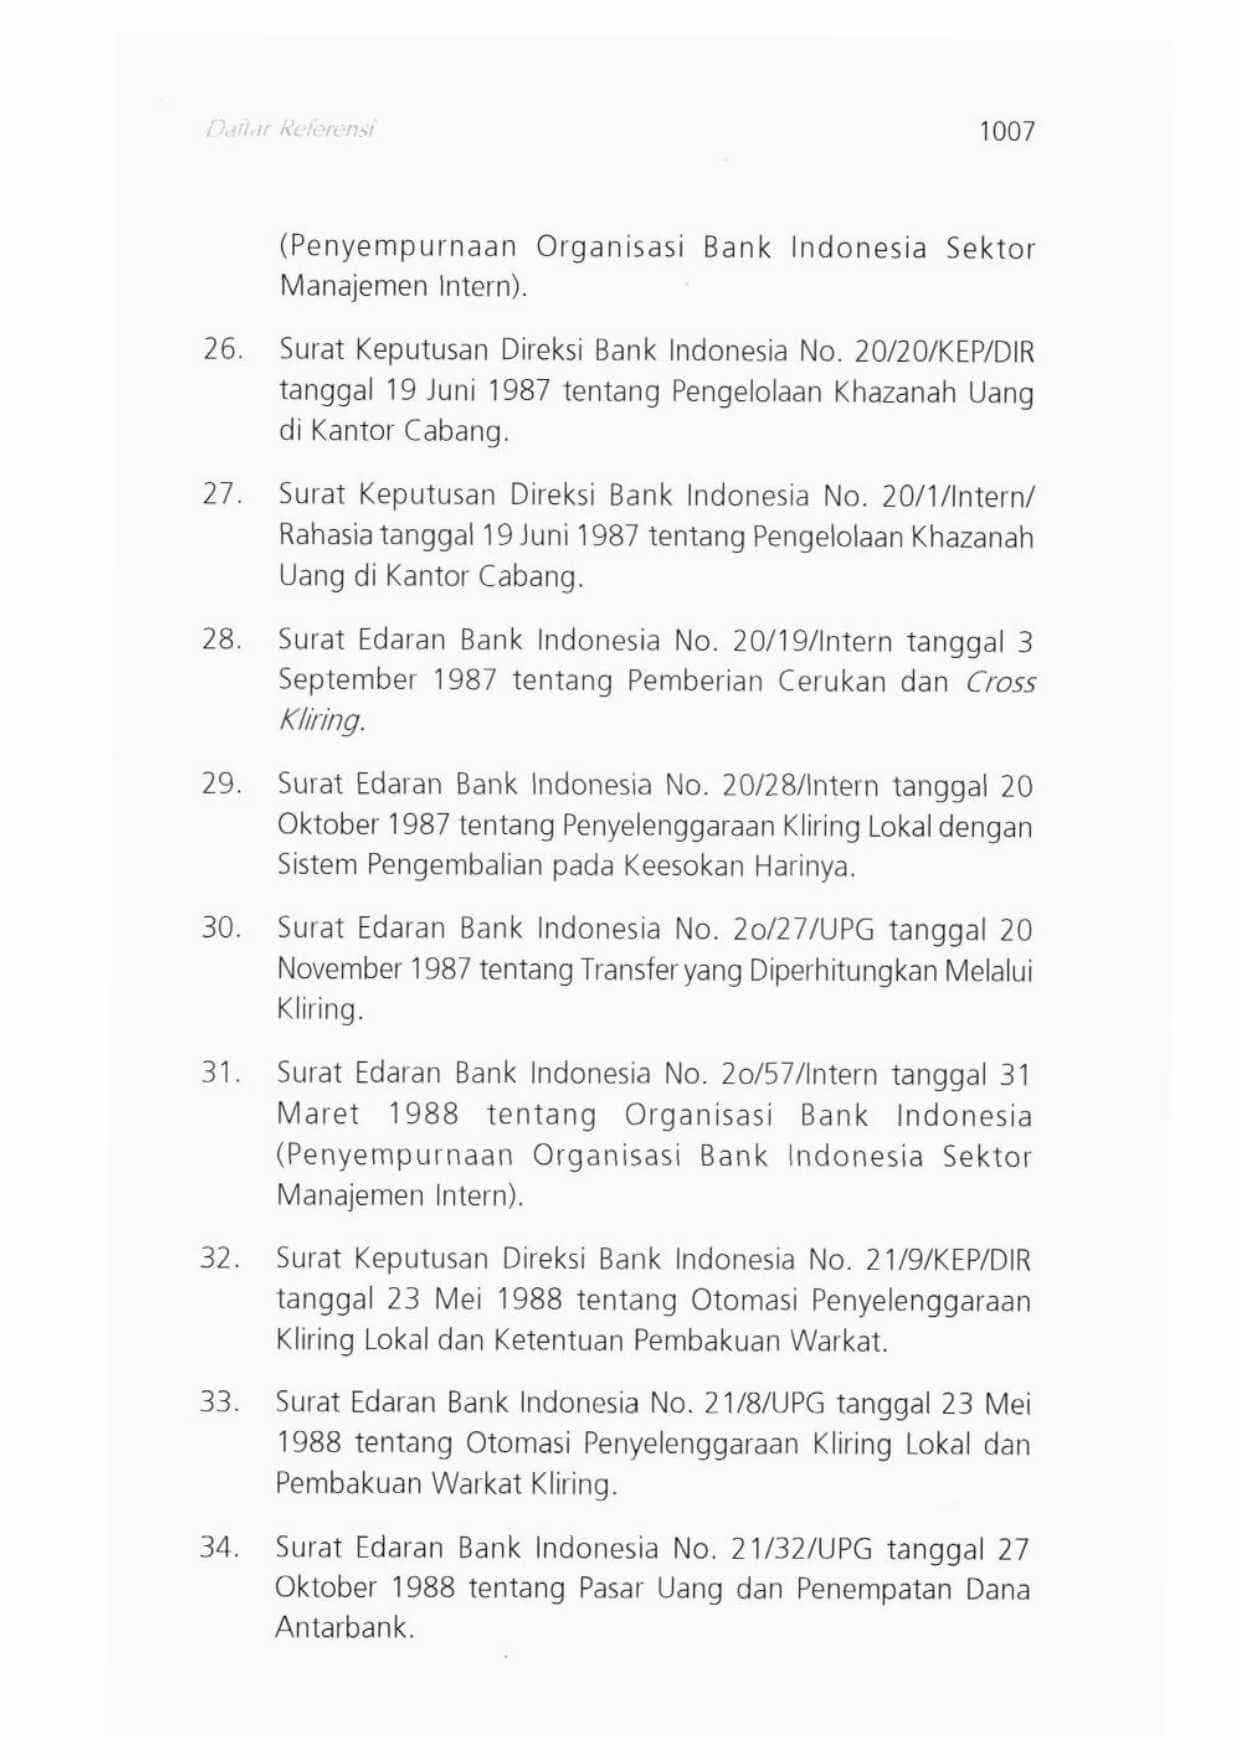 Daftar Referensi
1007
(Penyempurnaan Organisasi Bank Indonesia Sektor
Manajemen Intern).
26. Surat Keputusan Direksi Bank Indonesia No. 20/20/KEP/DIR
tanggal 19 Juni 1987 tentang Pengelolaan Khazanah Uang
di Kantor Cabang.
27. Surat Keputusan Direksi Bank Indonesia No. 20/1/Intern/
Rahasia tanggal 19 Juni 1987 tentang Pengelolaan Khazanah
Uang di Kantor Cabang.
28. Surat Edaran Bank Indonesia No. 20/19/Intern tanggal 3
September 1987 tentang Pemberian Cerukan dan Cross
Kliring.
29. Surat Edaran Bank Indonesia No. 20/28/Intern tanggal 20
Oktober 1987 tentang Penyelenggaraan Kliring Lokal dengan
Sistem Pengembalian pada Keesokan Harinya.
30. Surat Edaran Bank Indonesia No. 2o/27/UPG tanggal 20
November 1987 tentang Transfer yang Diperhitungkan Melalui
Kliring.
31. Surat Edaran Bank Indonesia No. 2o/57/Intern tanggal 31
Maret 1988 tentang Organisasi Bank Indonesia
(Penyempurnaan Organisasi Bank Indonesia Sektor
Manajemen Intern).
32. Surat Keputusan Direksi Bank Indonesia No. 21/9/KEP/DIR
tanggal 23 Mei 1988 tentang Otomasi Penyelenggaraan
Kliring Lokal dan Ketentuan Pembakuan Warkat.
33. Surat Edaran Bank Indonesia No. 21/8/UPG tanggal 23 Mei
1988 tentang Otomasi Penyelenggaraan Kliring Lokal dan
Pembakuan Warkat Kliring.
34. Surat Edaran Bank Indonesia No. 21/32/UPG tanggal 27
Oktober 1988 tentang Pasar Uang dan Penempatan Dana
Antarbank.